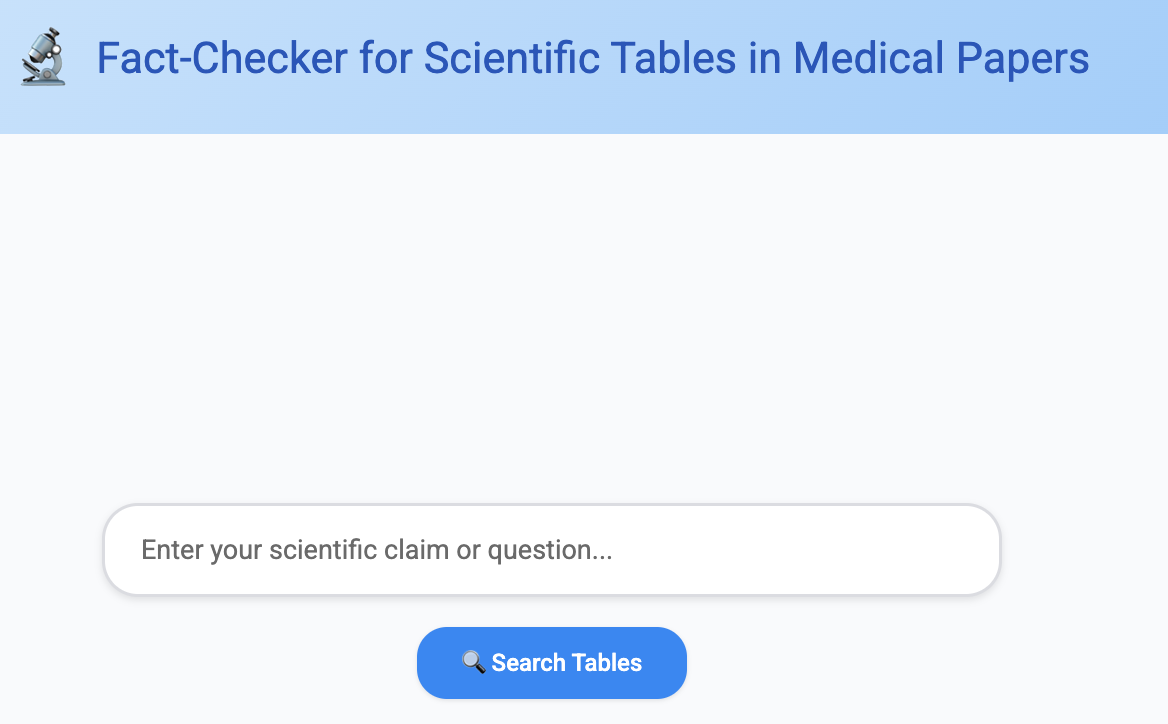 Fact-Checker for Scientific Tables in Medical Papers
Enter your scientific claim or question...
Search Tables